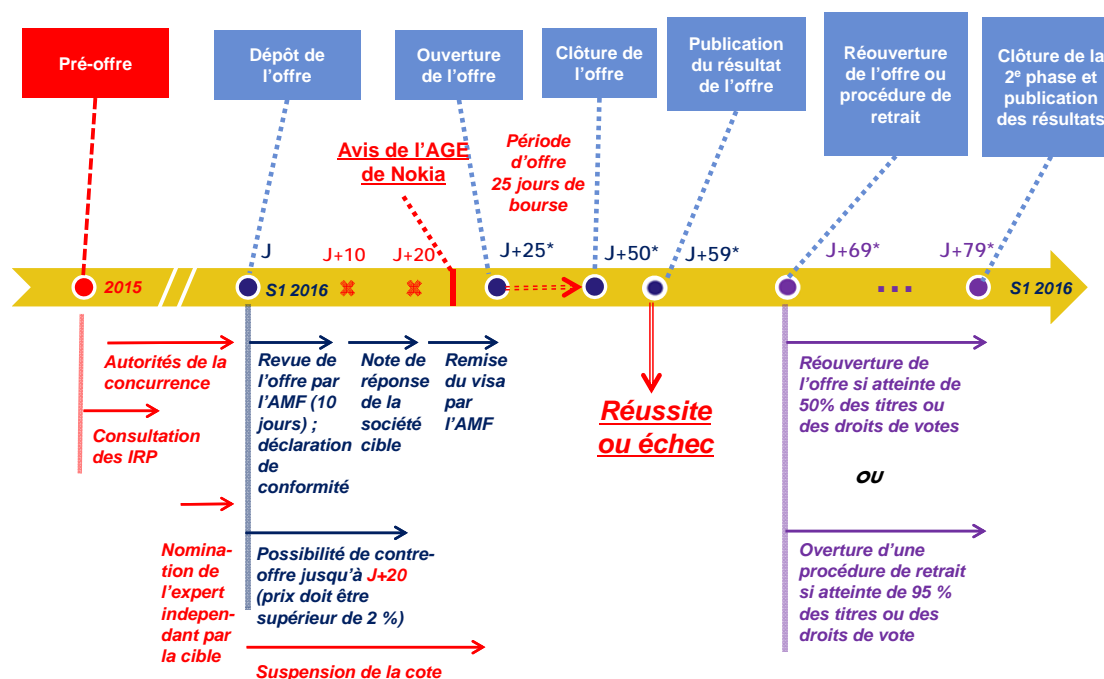 Pré-offre
Dépôt de
l'offre
Ouverture
de l'offre
Clôture de
l'offre
Publication
du résultat
de l'offre
Réouverture
de l'offre ou
procédure de
retrait
Clôture de la
2e phase et
publication
des résultats
Avis de l'AGE
de Nokia
Période
d'offre
25 jours de
bourse
J
J+10
J+20
J+25*
J+50*
J+59*
J+69*
J+79*
2015
S1 2016
...
S1 2016
Autorités de la
concurrence
Consultation
des IRP
Revue de
l'offre par
l'AMF (10
jours) ;
déclaration
de
conformité
Note de
réponse
de la
société
cible
Remise
du visa
par
l'AMF
Réussite
ou échec
Réouverture de
l'offre si atteinte de
50% des titres ou
des droits de votes
OU
Nomina-
tion de
l'expert
indepen-
dant par
la cible
Possibilité de contre-
offre jusqu'à J+20
(prix doit être
supérieur de 2 %)
Overture d'une
procédure de retrait
si atteinte de 95 %
des titres ou des
droits de vote
Suspension de la cote